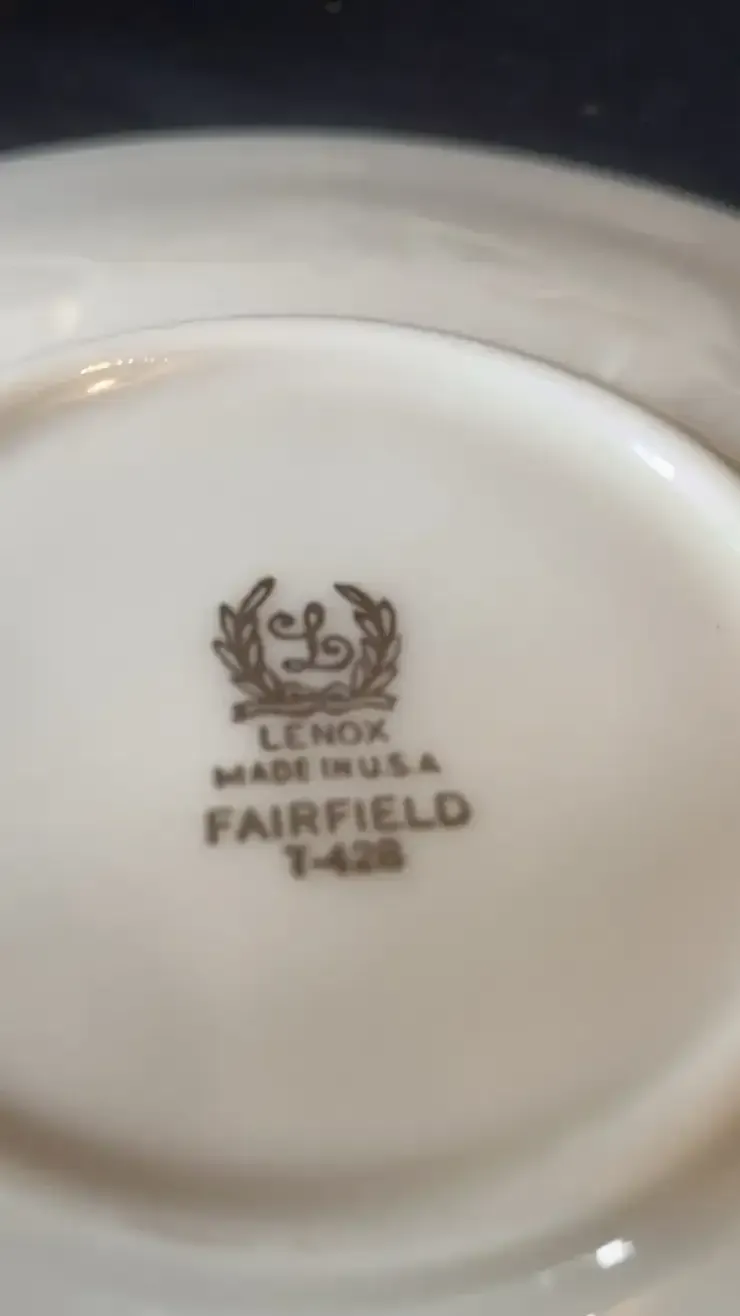 L
LENOX
MADE IN U.S.A
FAIRFIELD
T-428